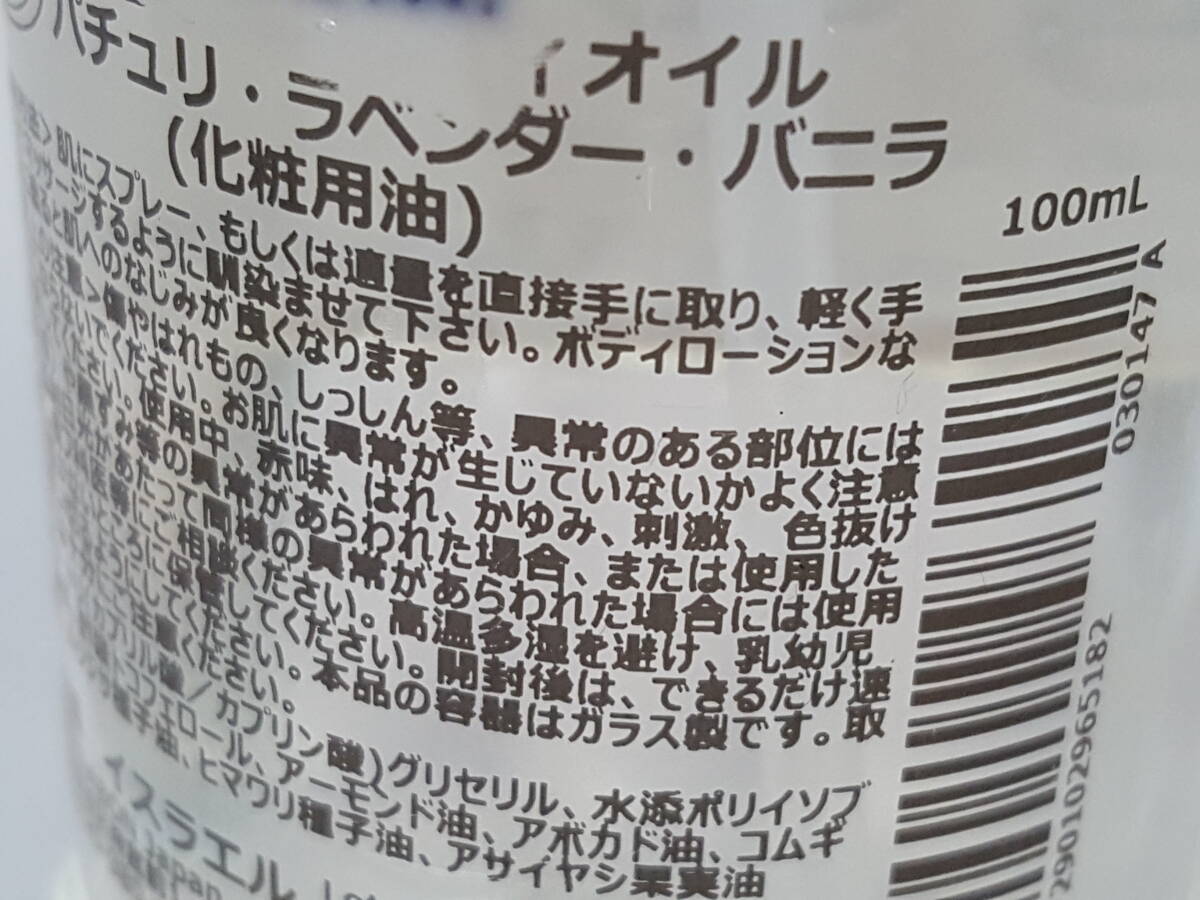 オイル
パチュリ・ラベンダー・バニラ
(化粧用油)
100mL
肌にスプレー、もしくは適量を直接手に取り、軽く手
マッサージするように馴染ませて下さい。ボディローションな
と肌へのなじみが良くなります。
注意>傷やはれもの、しっしん等、異常のある部位には
ないでください。お肌に異常が生じていないかよく注意
ください。使用中、赤味、はれ、かゆみ、刺激、色抜け
黒ずみ等の異常があらわれた場合、または使用した
日光があたって同様の異常があらわれた場合には使用
医等にご相談ください。高温多湿を避け、乳幼児
ところに保管してください。開封後は、できるだけ速
ようにしてください。本品の容器はガラス製です。取
ご注意ください。
カプリル酸/カプリン酸)グリセリル、水添ポリイソブ
トコフェロール、アーモンド油、アボカド油、コムギ
種子油、ヒマワリ種子油、アサイヤシ果実油
イスラエル
030147 A
7290102965182